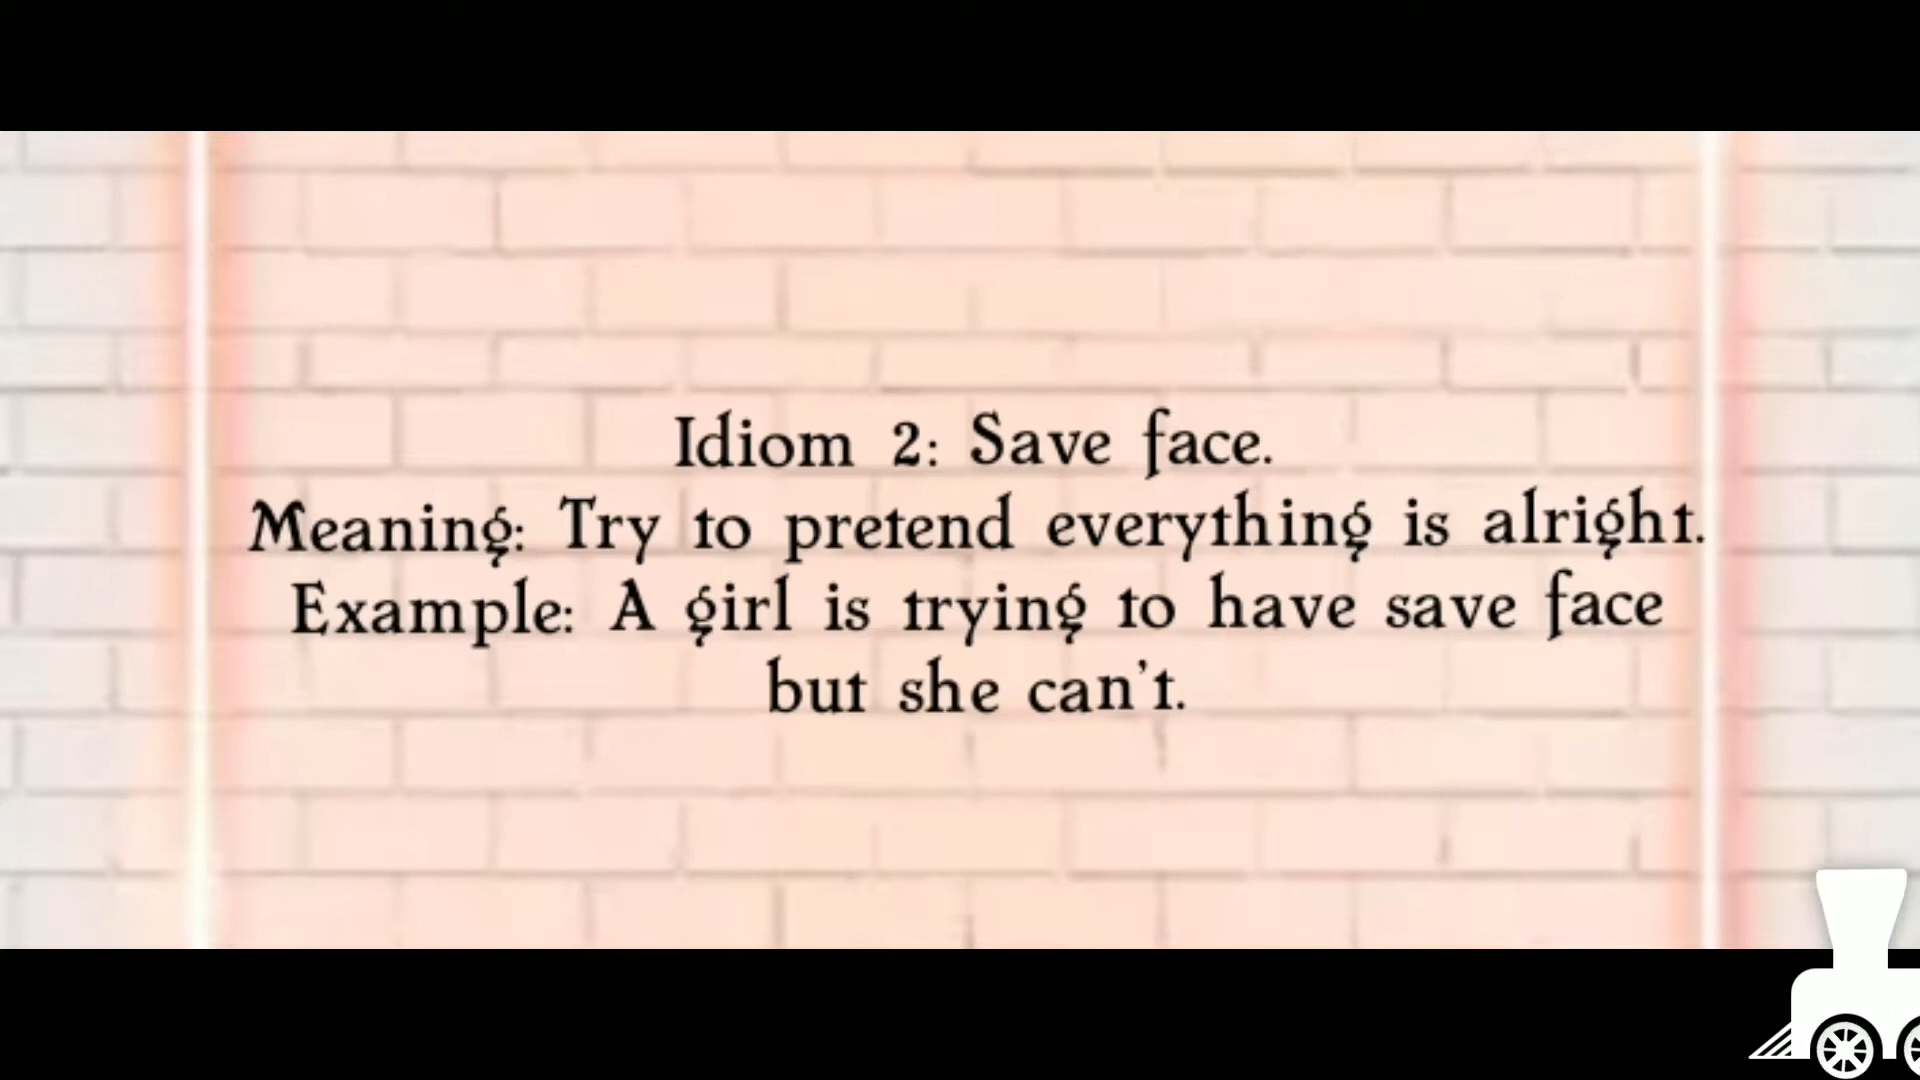 Idiom 2: Save face.
Meaning: Try to pretend everything is alright.
Example: A girl is trying to have save face
but she can't.